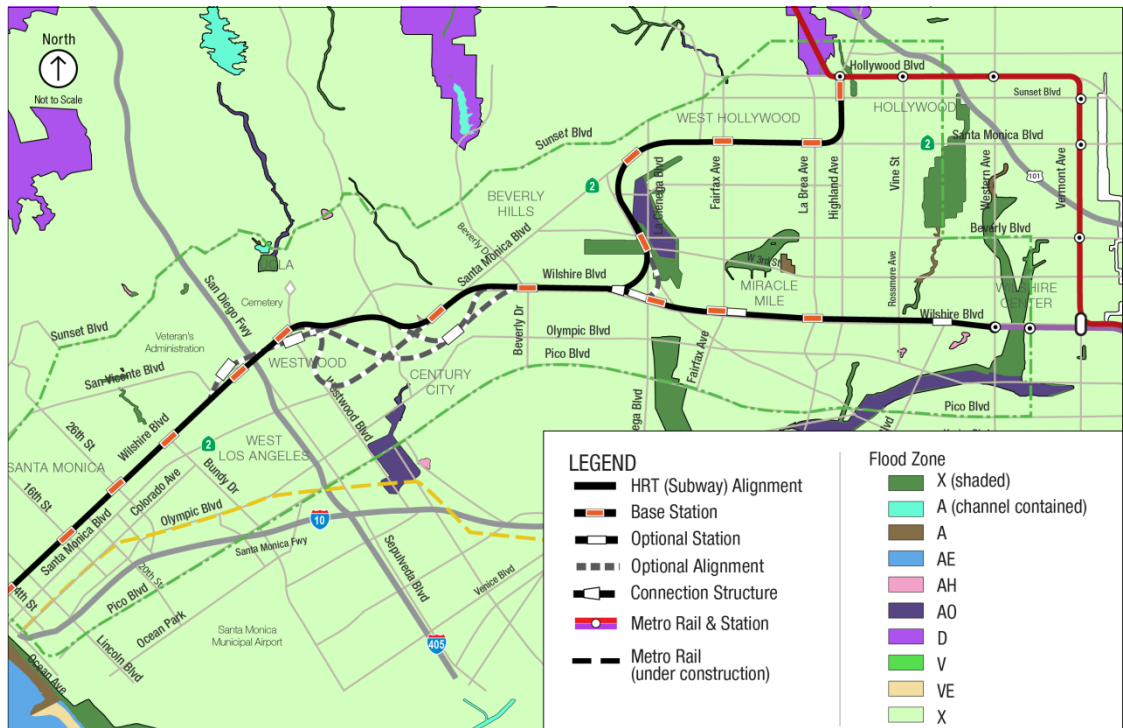 North
Not to Scale
Hollywood Blvd
HOLLYWOOD
Sunset Blvd
WEST HOLLYWOOD
Santa Monica Blvd
2
Sunset Blvd
2
101
La Cienega Blvd
Fairfax Ave
La Brea Ave
Highland Ave
Vine St
Western Ave
Vermont Ave
BEVERLY
HILLS
Santa Monica Blvd
Beverly Dr
Beverly Blvd
W 3rd St
Rossmore Ave
MIRACLE
MILE
WILSHIRE
CENTER
UCLA
Cemetery
San Diego Fwy
Wilshire Blvd
Wilshire Blvd
Sunset Blvd
Veteran's
Administration
WESTWOOD
Beverly Dr
Olympic Blvd
Pico Blvd
Fairfax Ave
San Vicente Blvd
Westwood Blvd
CENTURY
CITY
Pico Blvd
26th St
Wilshire Blvd
2
WEST
LOS ANGELES
SANTA MONICA
16th St
Colorado Ave
Bundy Dr
Santa Monica Blvd
Olympic Blvd
10
Santa Monica Fwy
4th St
20th St
Pico Blvd
Sepulveda Blvd
Venice Blvd
Ocean Park
Santa Monica
Municipal Airport
Lincoln Blvd
405
Ocean Ave
LEGEND
HRT (Subway) Alignment
Base Station
Optional Station
Optional Alignment
Connection Structure
Metro Rail & Station
Metro Rail
(under construction)
Flood Zone
X (shaded)
A (channel contained)
A
AE
AH
AO
D
V
VE
X